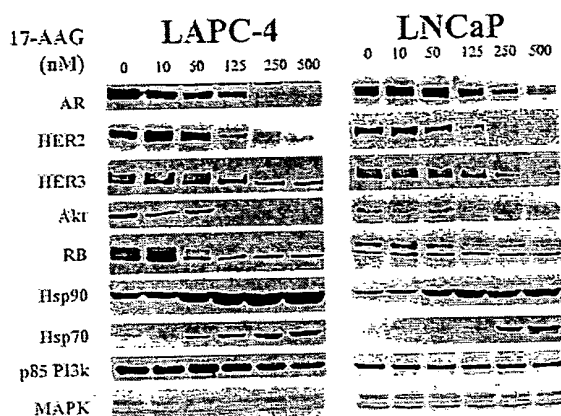 17-AAG
(nM)
LAPC-4
LNCaP
0 10 50 125 250 500
0 10 50 125 250 500
AR
HER2
HER3
Akt
RB
Hsp90
Hsp70
p85 PI3k
MAPK